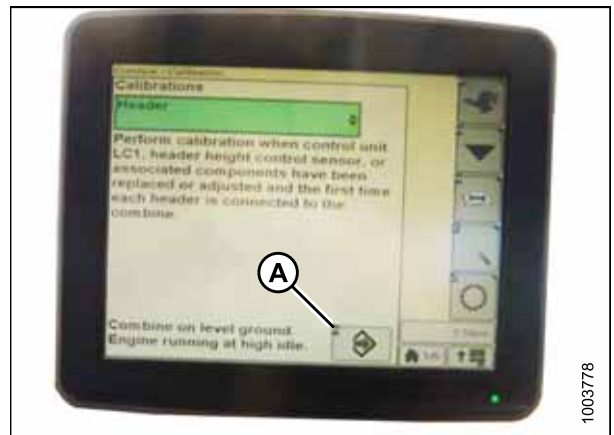 Combine - Calibration
Calibrations
Header
Perform calibration when control unit
LC1, header height control sensor, or
associated components have been
replaced or adjusted and the first time
each header is connected to the
combine.
A
Combine on level ground.
Engine running at high idle.
1003778